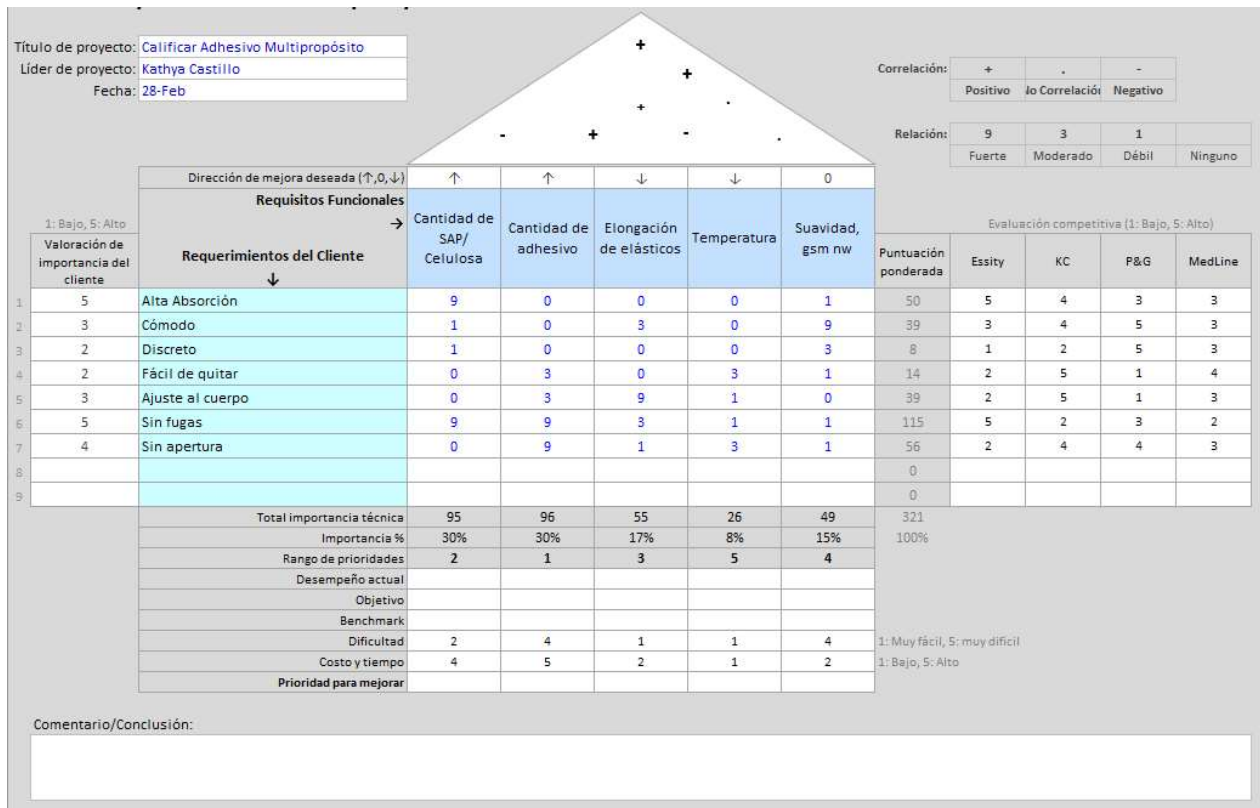 +
Título de proyecto: Calificar Adhesivo Multipropósito
Líder de proyecto: Kathya Castillo
Fecha: 28-Feb
+
Correlación: + . -
Positivo No Correlación Negativo
+ .
- + - .
Relación: 9 3 1
Fuerte Moderado Débil Ninguno
Dirección de mejora deseada (↑,0,↓) ↑ ↑ ↓ ↓ 0
Requisitos Funcionales
→
1: Bajo, 5: Alto
Valoración de importancia del cliente
Requerimientos del Cliente
↓
Cantidad de SAP/ Celulosa
Cantidad de adhesivo
Elongación de elásticos
Temperatura
Suavidad, gsm nw
Evaluación competitiva (1: Bajo, 5: Alto)
Puntuación ponderada Essity KC P&G MedLine
1 5 Alta Absorción 9 0 0 0 1 50 5 4 3 3
2 3 Cómodo 1 0 3 0 9 39 3 4 5 3
3 2 Discreto 1 0 0 0 3 8 1 2 5 3
4 2 Fácil de quitar 0 3 0 3 1 14 2 5 1 4
5 3 Ajuste al cuerpo 0 3 9 1 0 39 2 5 1 3
6 5 Sin fugas 9 9 3 1 1 115 5 2 3 2
7 4 Sin apertura 0 9 1 3 1 56 2 4 4 3
8 0
9 0
Total importancia técnica 95 96 55 26 49 321
Importancia % 30% 30% 17% 8% 15% 100%
Rango de prioridades 2 1 3 5 4
Desempeño actual
Objetivo
Benchmark
Dificultad 2 4 1 1 4 1: Muy fácil, 5: muy dificil
Costo y tiempo 4 5 2 1 2 1: Bajo, 5: Alto
Prioridad para mejorar
Comentario/Conclusión: